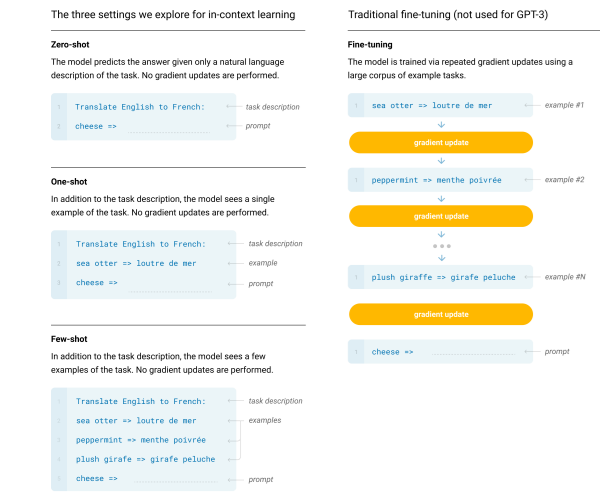 The three settings we explore for in-context learning
Zero-shot
The model predicts the answer given only a natural language
description of the task. No gradient updates are performed.
1 Translate English to French: task description
2 cheese => prompt
One-shot
In addition to the task description, the model sees a single
example of the task. No gradient updates are performed.
1 Translate English to French: task description
2 sea otter => loutre de mer example
3 cheese => prompt
Few-shot
In addition to the task description, the model sees a few
examples of the task. No gradient updates are performed.
1 Translate English to French: task description
2 sea otter => loutre de mer examples
3 peppermint => menthe poivrée
4 plush girafe => girafe peluche
5 cheese => prompt
Traditional fine-tuning (not used for GPT-3)
Fine-tuning
The model is trained via repeated gradient updates using a
large corpus of example tasks.
1 sea otter => loutre de mer example #1
gradient update
1 peppermint => menthe poivrée example #2
gradient update
1 plush giraffe => girafe peluche example #N
gradient update
1 cheese => prompt